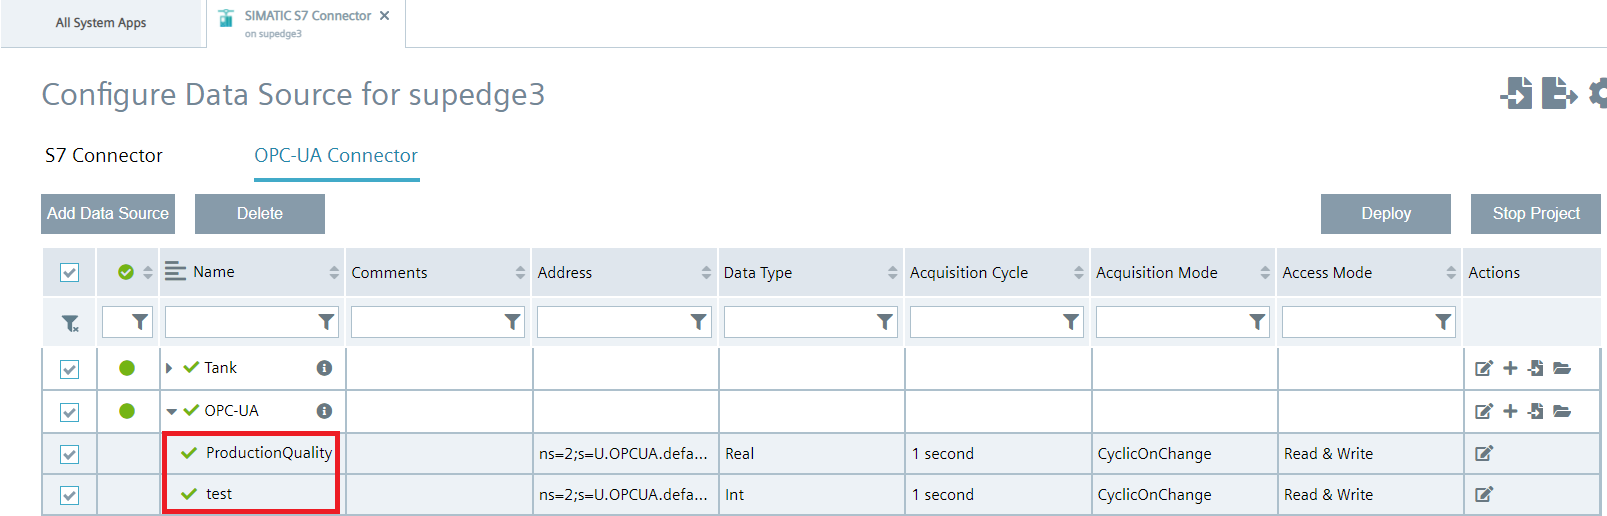 All System Apps
SIMATIC S7 Connector
on supedge3
Configure Data Source for supedge3
S7 Connector
OPC-UA Connector
Add Data Source
Delete
Deploy
Stop Project
Name Comments Address Data Type Acquisition Cycle Acquisition Mode Access Mode Actions
Tank
OPC-UA
ProductionQuality ns=2;s=U.OPCUA.defa... Real 1 second CyclicOnChange Read & Write
test ns=2;s=U.OPCUA.defa... Int 1 second CyclicOnChange Read & Write